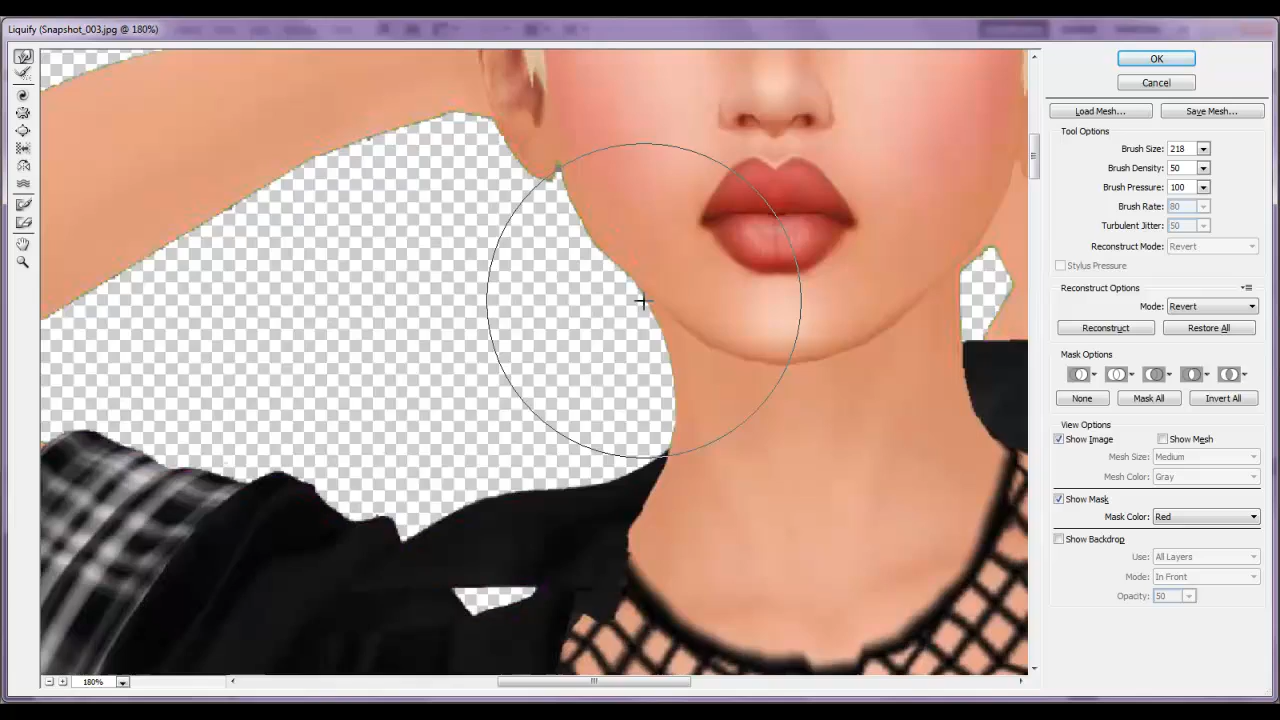 Liquify (Snapshot_003.jpg @ 180%)
OK
Cancel
Load Mesh... Save Mesh...
Tool Options
Brush Size: 218
Brush Density: 50
Brush Pressure: 100
Brush Rate: 80
Turbulent Jitter: 50
Reconstruct Mode: Revert
Stylus Pressure
Reconstruct Options
Mode: Revert
Reconstruct Restore All
Mask Options
None Mask All Invert All
View Options
Show Image Show Mesh
Mesh Size: Medium
Mesh Color: Gray
Show Mask
Mask Color: Red
Show Backdrop
Use: All Layers
Mode: In Front
Opacity: 50
180%